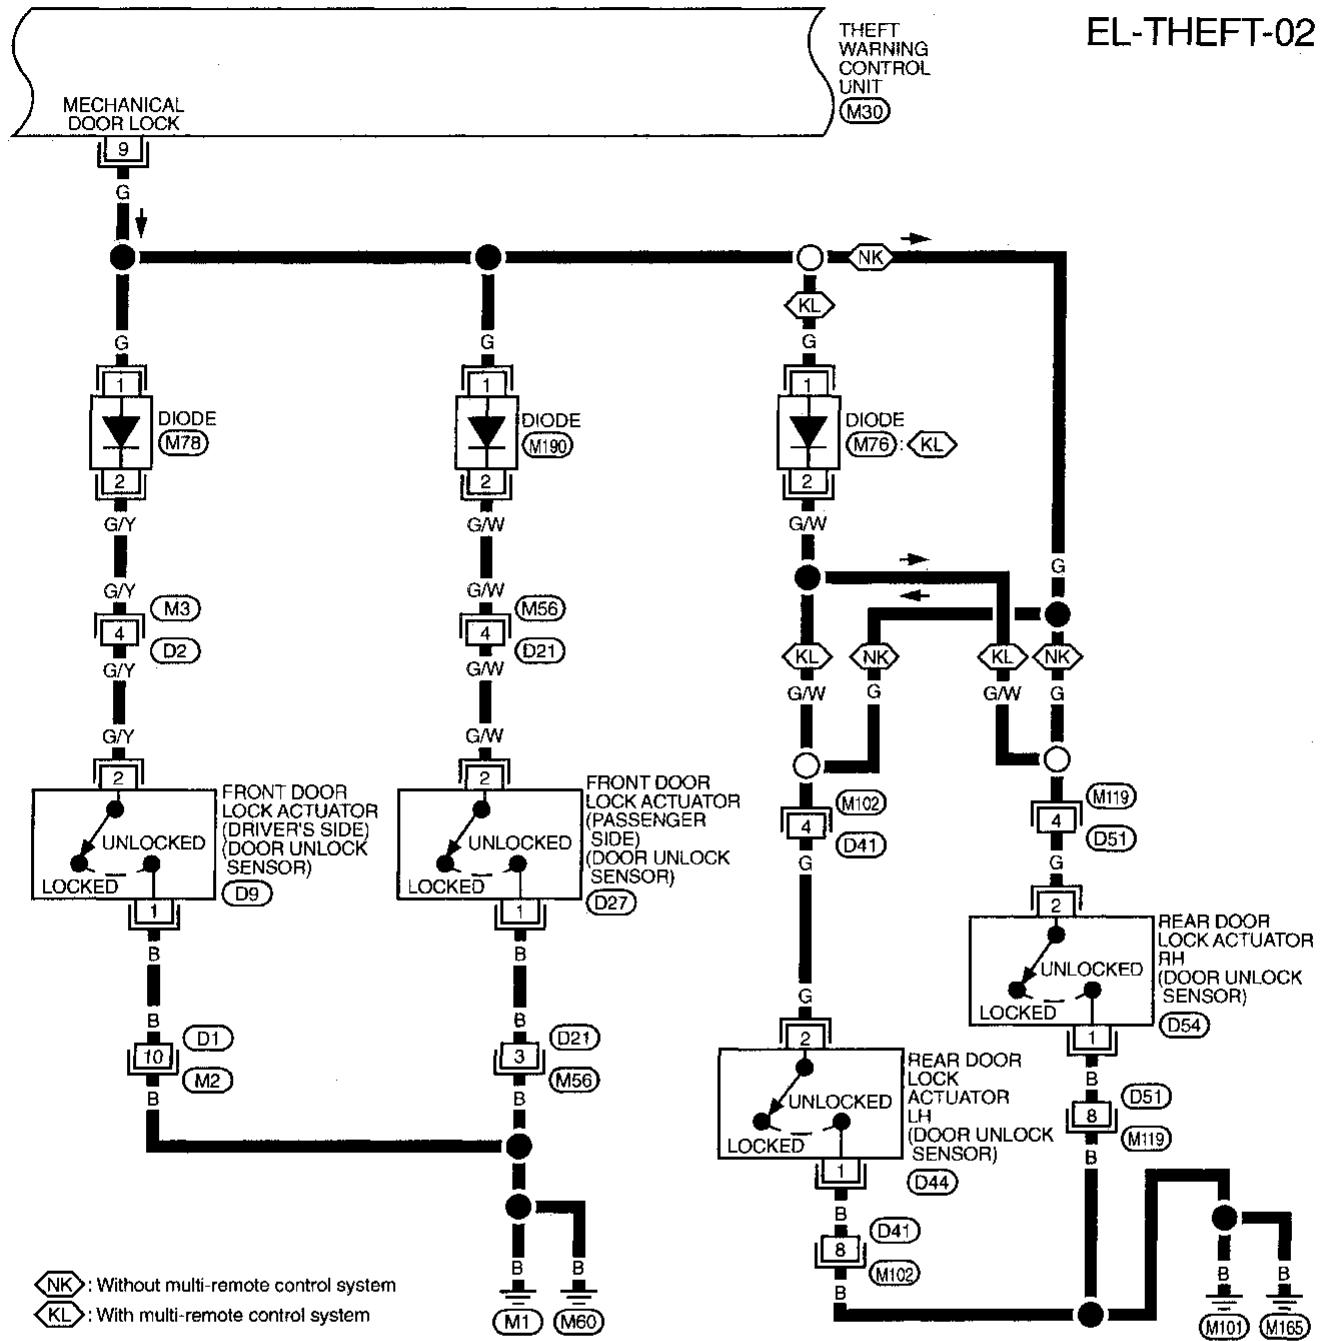 EL-THEFT-02
THEFT
WARNING
CONTROL
UNIT
M30
MECHANICAL
DOOR LOCK
9
G
NK
KL
G
G
G
1
1
1
DIODE
M78
DIODE
M190
DIODE
M76 : KL
2
2
2
G/Y
G/W
G/W
G
G/Y
G/W
M3
M56
4
4
D2
D21
KL
NK
KL
NK
G/Y
G/W
G/W
G
G/W
G
G/Y
G/W
2
FRONT DOOR
LOCK ACTUATOR
(DRIVER'S SIDE)
(DOOR UNLOCK
SENSOR)
D9
UNLOCKED
LOCKED
1
2
FRONT DOOR
LOCK ACTUATOR
(PASSENGER
SIDE)
(DOOR UNLOCK
SENSOR)
D27
UNLOCKED
LOCKED
1
M102
4
D41
G
M119
4
D51
G
2
REAR DOOR
LOCK ACTUATOR
RH
(DOOR UNLOCK
SENSOR)
D54
UNLOCKED
LOCKED
1
B
B
G
B
B
D1
10
M2
D21
3
M56
B
B
2
REAR DOOR
LOCK
ACTUATOR
LH
(DOOR UNLOCK
SENSOR)
D44
UNLOCKED
LOCKED
1
B
D51
8
M119
B
B
D41
8
M102
B
B
B
B
B
M1
M60
M101
M165
NK : Without multi-remote control system
KL : With multi-remote control system